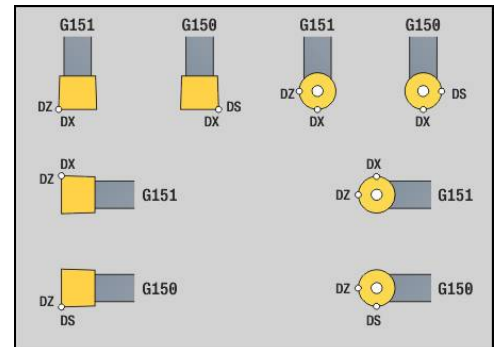 G151 G150 G151 G150
DZ DS DZ DS
DX DX DX DX
DX DX
DZ G151 DZ G151
DZ G150 DZ G150
DS DS